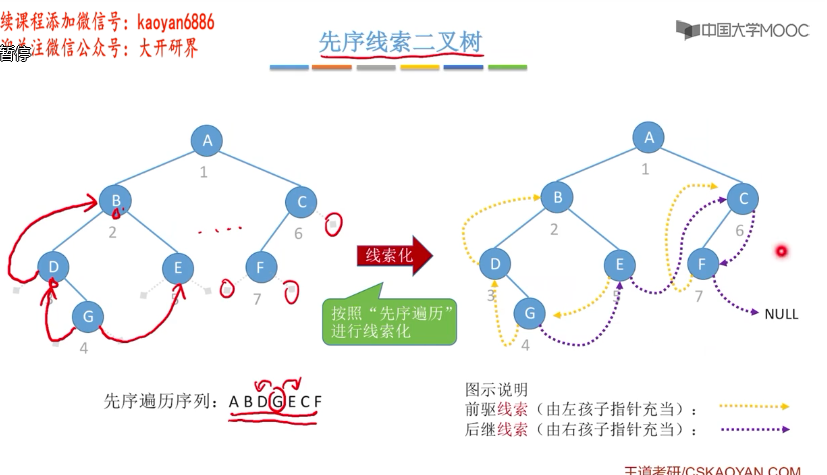 续课程添加微信号：kaoyan6886
迎关注微信公众号：大开研界
暂停
中国大学MOOC
先序线索二叉树
A
1
B
2
C
6
D
3
E
5
F
7
G
4
线索化
按照“先序遍历”
进行线索化
A
1
B
2
C
6
D
3
E
5
F
7
G
4
NULL
先序遍历序列：A B D G E C F
图示说明
前驱线索（由左孩子指针充当）：
后继线索（由右孩子指针充当）：
王道考研/CSKAOYAN.COM